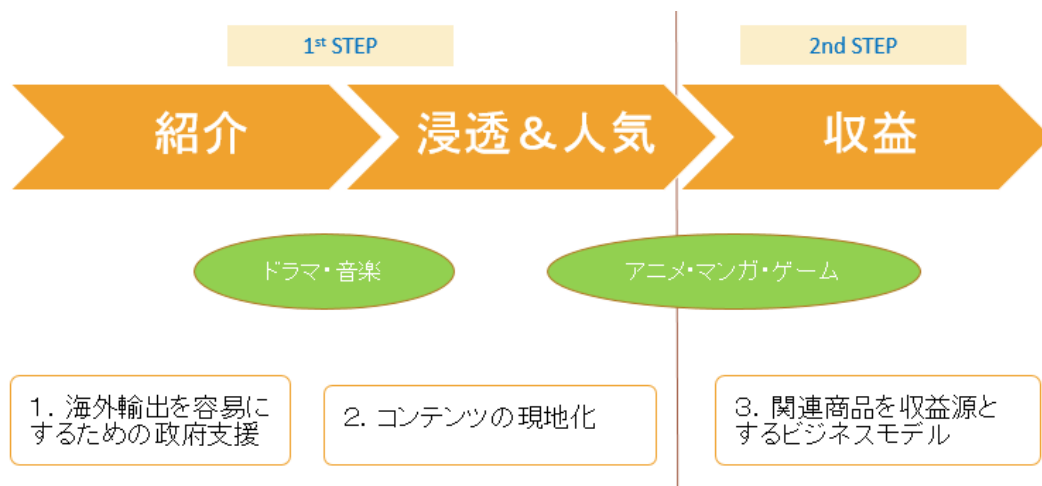 1st STEP
2nd STEP
紹介
浸透＆人気
収益
ドラマ・音楽
アニメ・マンガ・ゲーム
１．海外輸出を容易に
するための政府支援
２．コンテンツの現地化
３．関連商品を収益源と
するビジネスモデル